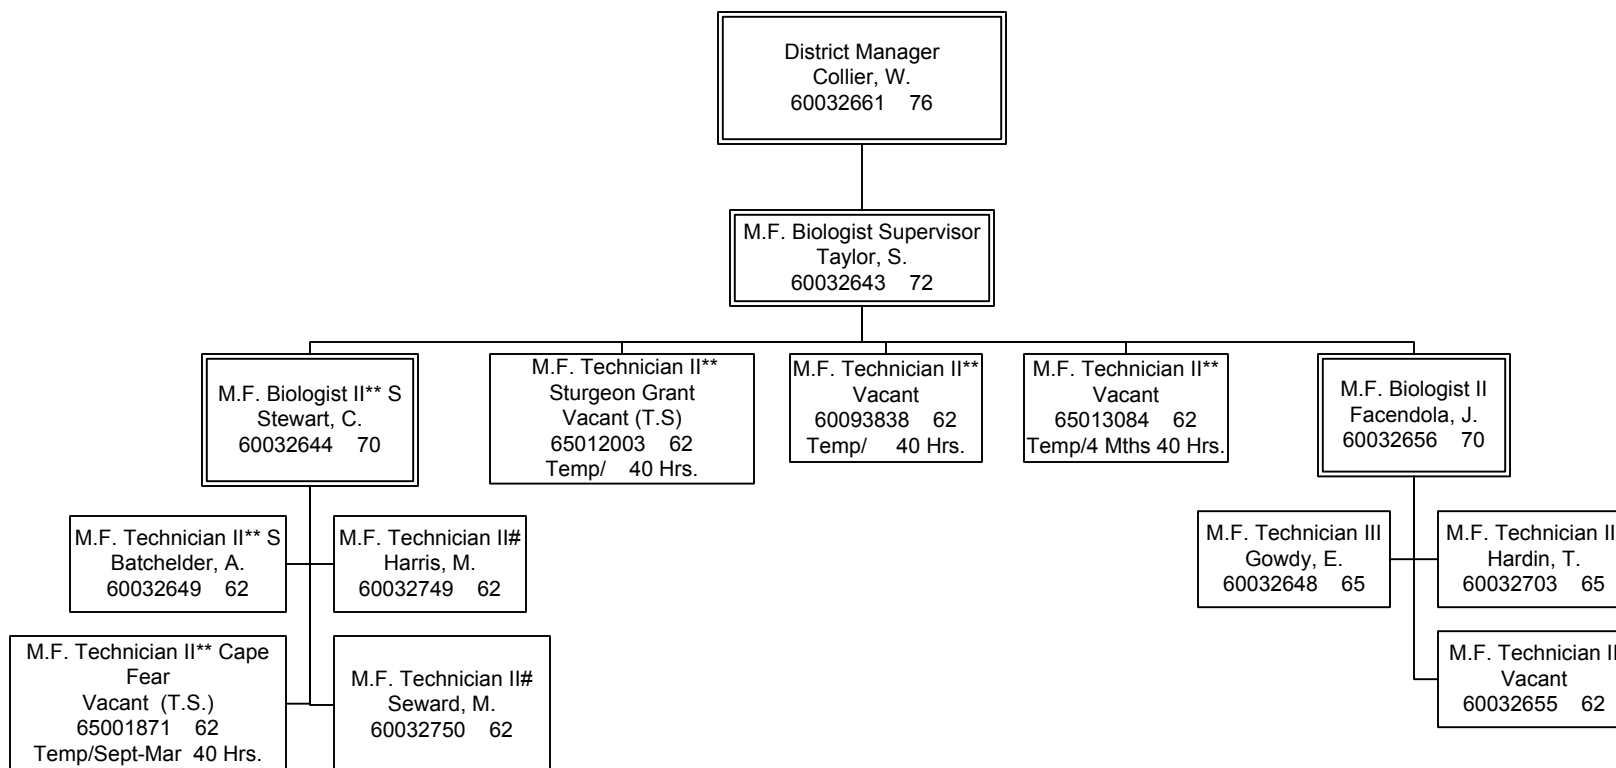 District Manager
Collier, W.
60032661 76
M.F. Biologist Supervisor
Taylor, S.
60032643 72
M.F. Biologist II** S
Stewart, C.
60032644 70
M.F. Technician II**
Sturgeon Grant
Vacant (T.S)
65012003 62
Temp/ 40 Hrs.
M.F. Technician II**
Vacant
60093838 62
Temp/ 40 Hrs.
M.F. Technician II**
Vacant
65013084 62
Temp/4 Mths 40 Hrs.
M.F. Biologist II
Facendola, J.
60032656 70
M.F. Technician II** S
Batchelder, A.
60032649 62
M.F. Technician II#
Harris, M.
60032749 62
M.F. Technician III
Gowdy, E.
60032648 65
M.F. Technician
Hardin, T.
60032703 65
M.F. Technician II** Cape
Fear
Vacant (T.S.)
65001871 62
Temp/Sept-Mar 40 Hrs.
M.F. Technician II#
Seward, M.
60032750 62
M.F. Technician
Vacant
60032655 62